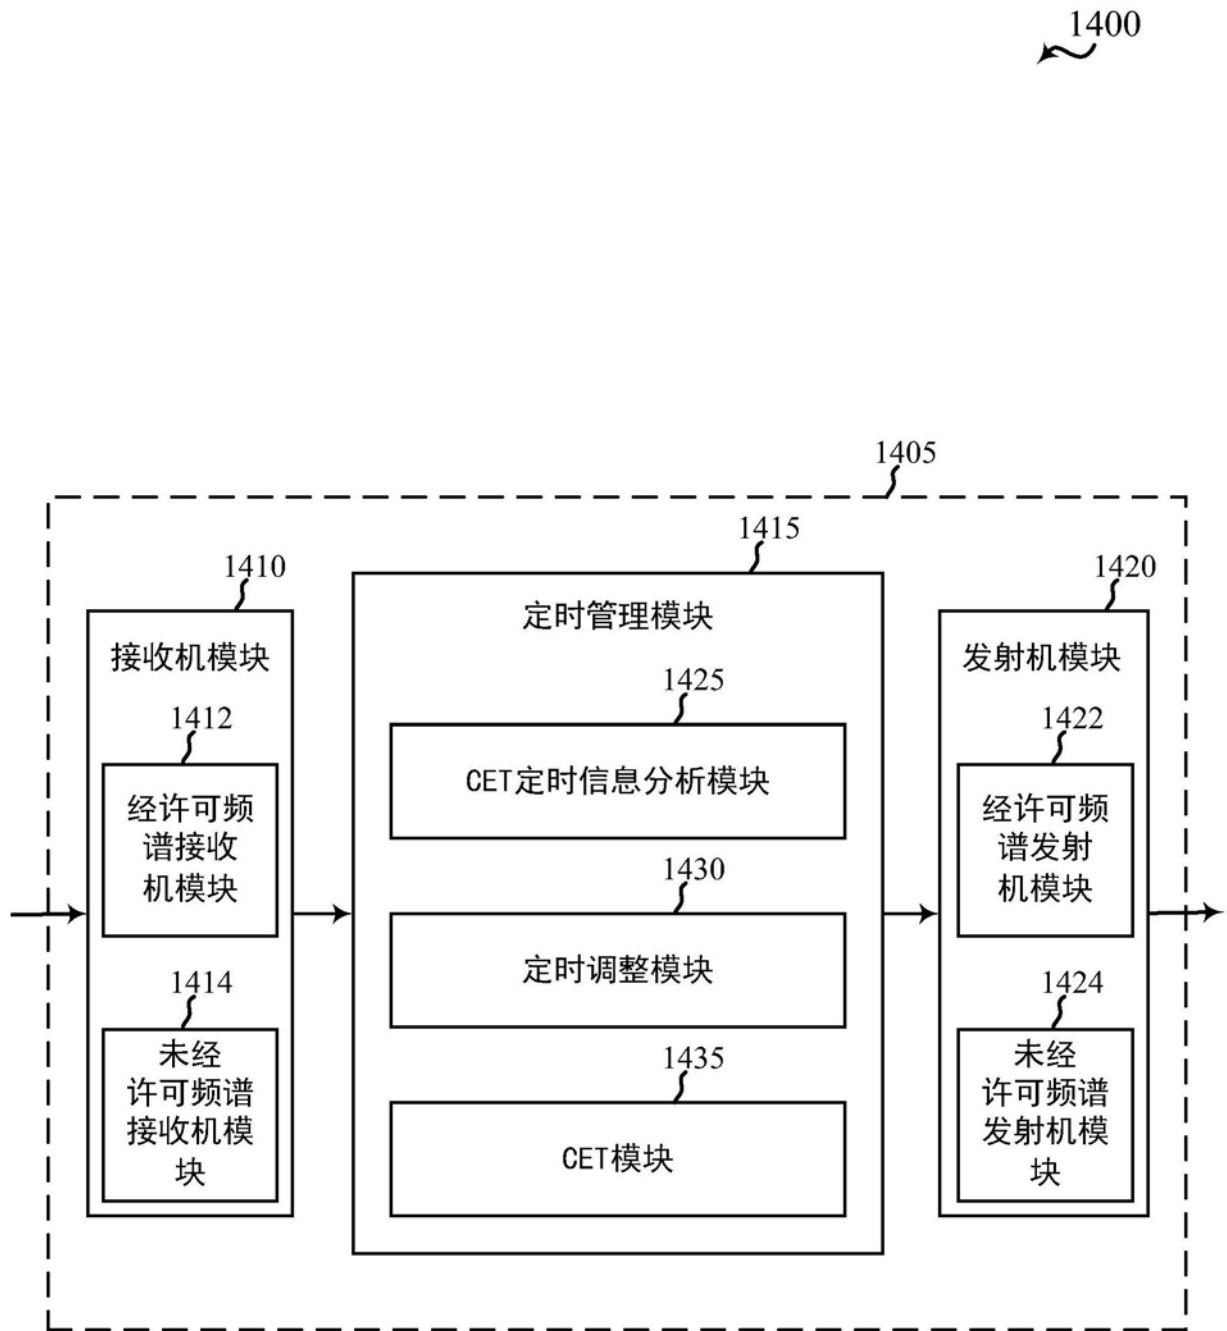 1400
1405
1415
1410
1420
定时管理模块
接收机模块
发射机模块
1425
1412
1422
CET定时信息分析模块
经许可频
谱接收
机模块
经许可频
谱发射
机模块
1430
定时调整模块
1414
1424
未经
许可频谱
接收机模
块
未经
许可频谱
发射机模
块
1435
CET模块